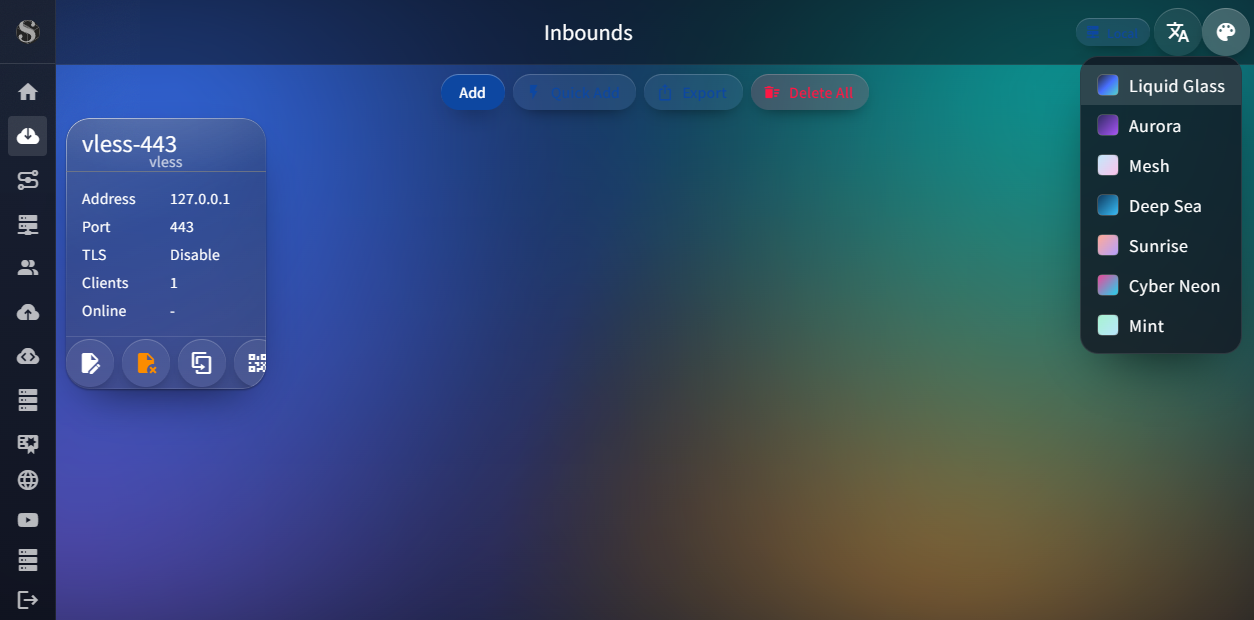 Inbounds
Add
Quick Add
Export
Delete All
vless-443
vless
Address 127.0.0.1
Port 443
TLS Disable
Clients 1
Online -
Liquid Glass
Aurora
Mesh
Deep Sea
Sunrise
Cyber Neon
Mint